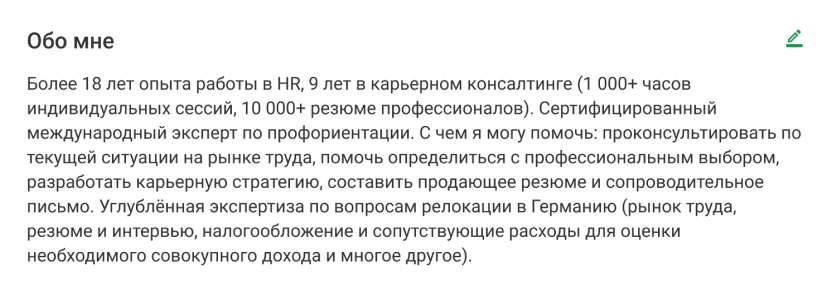 Обо мне
Более 18 лет опыта работы в HR, 9 лет в карьерном консалтинге (1 000+ часов
индивидуальных сессий, 10 000+ резюме профессионалов). Сертифицированный
международный эксперт по профориентации. С чем я могу помочь: проконсультировать по
текущей ситуации на рынке труда, помочь определиться с профессиональным выбором,
разработать карьерную стратегию, составить продающее резюме и сопроводительное
письмо. Углублённая экспертиза по вопросам релокации в Германию (рынок труда,
резюме и интервью, налогообложение и сопутствующие расходы для оценки
необходимого совокупного дохода и многое другое).